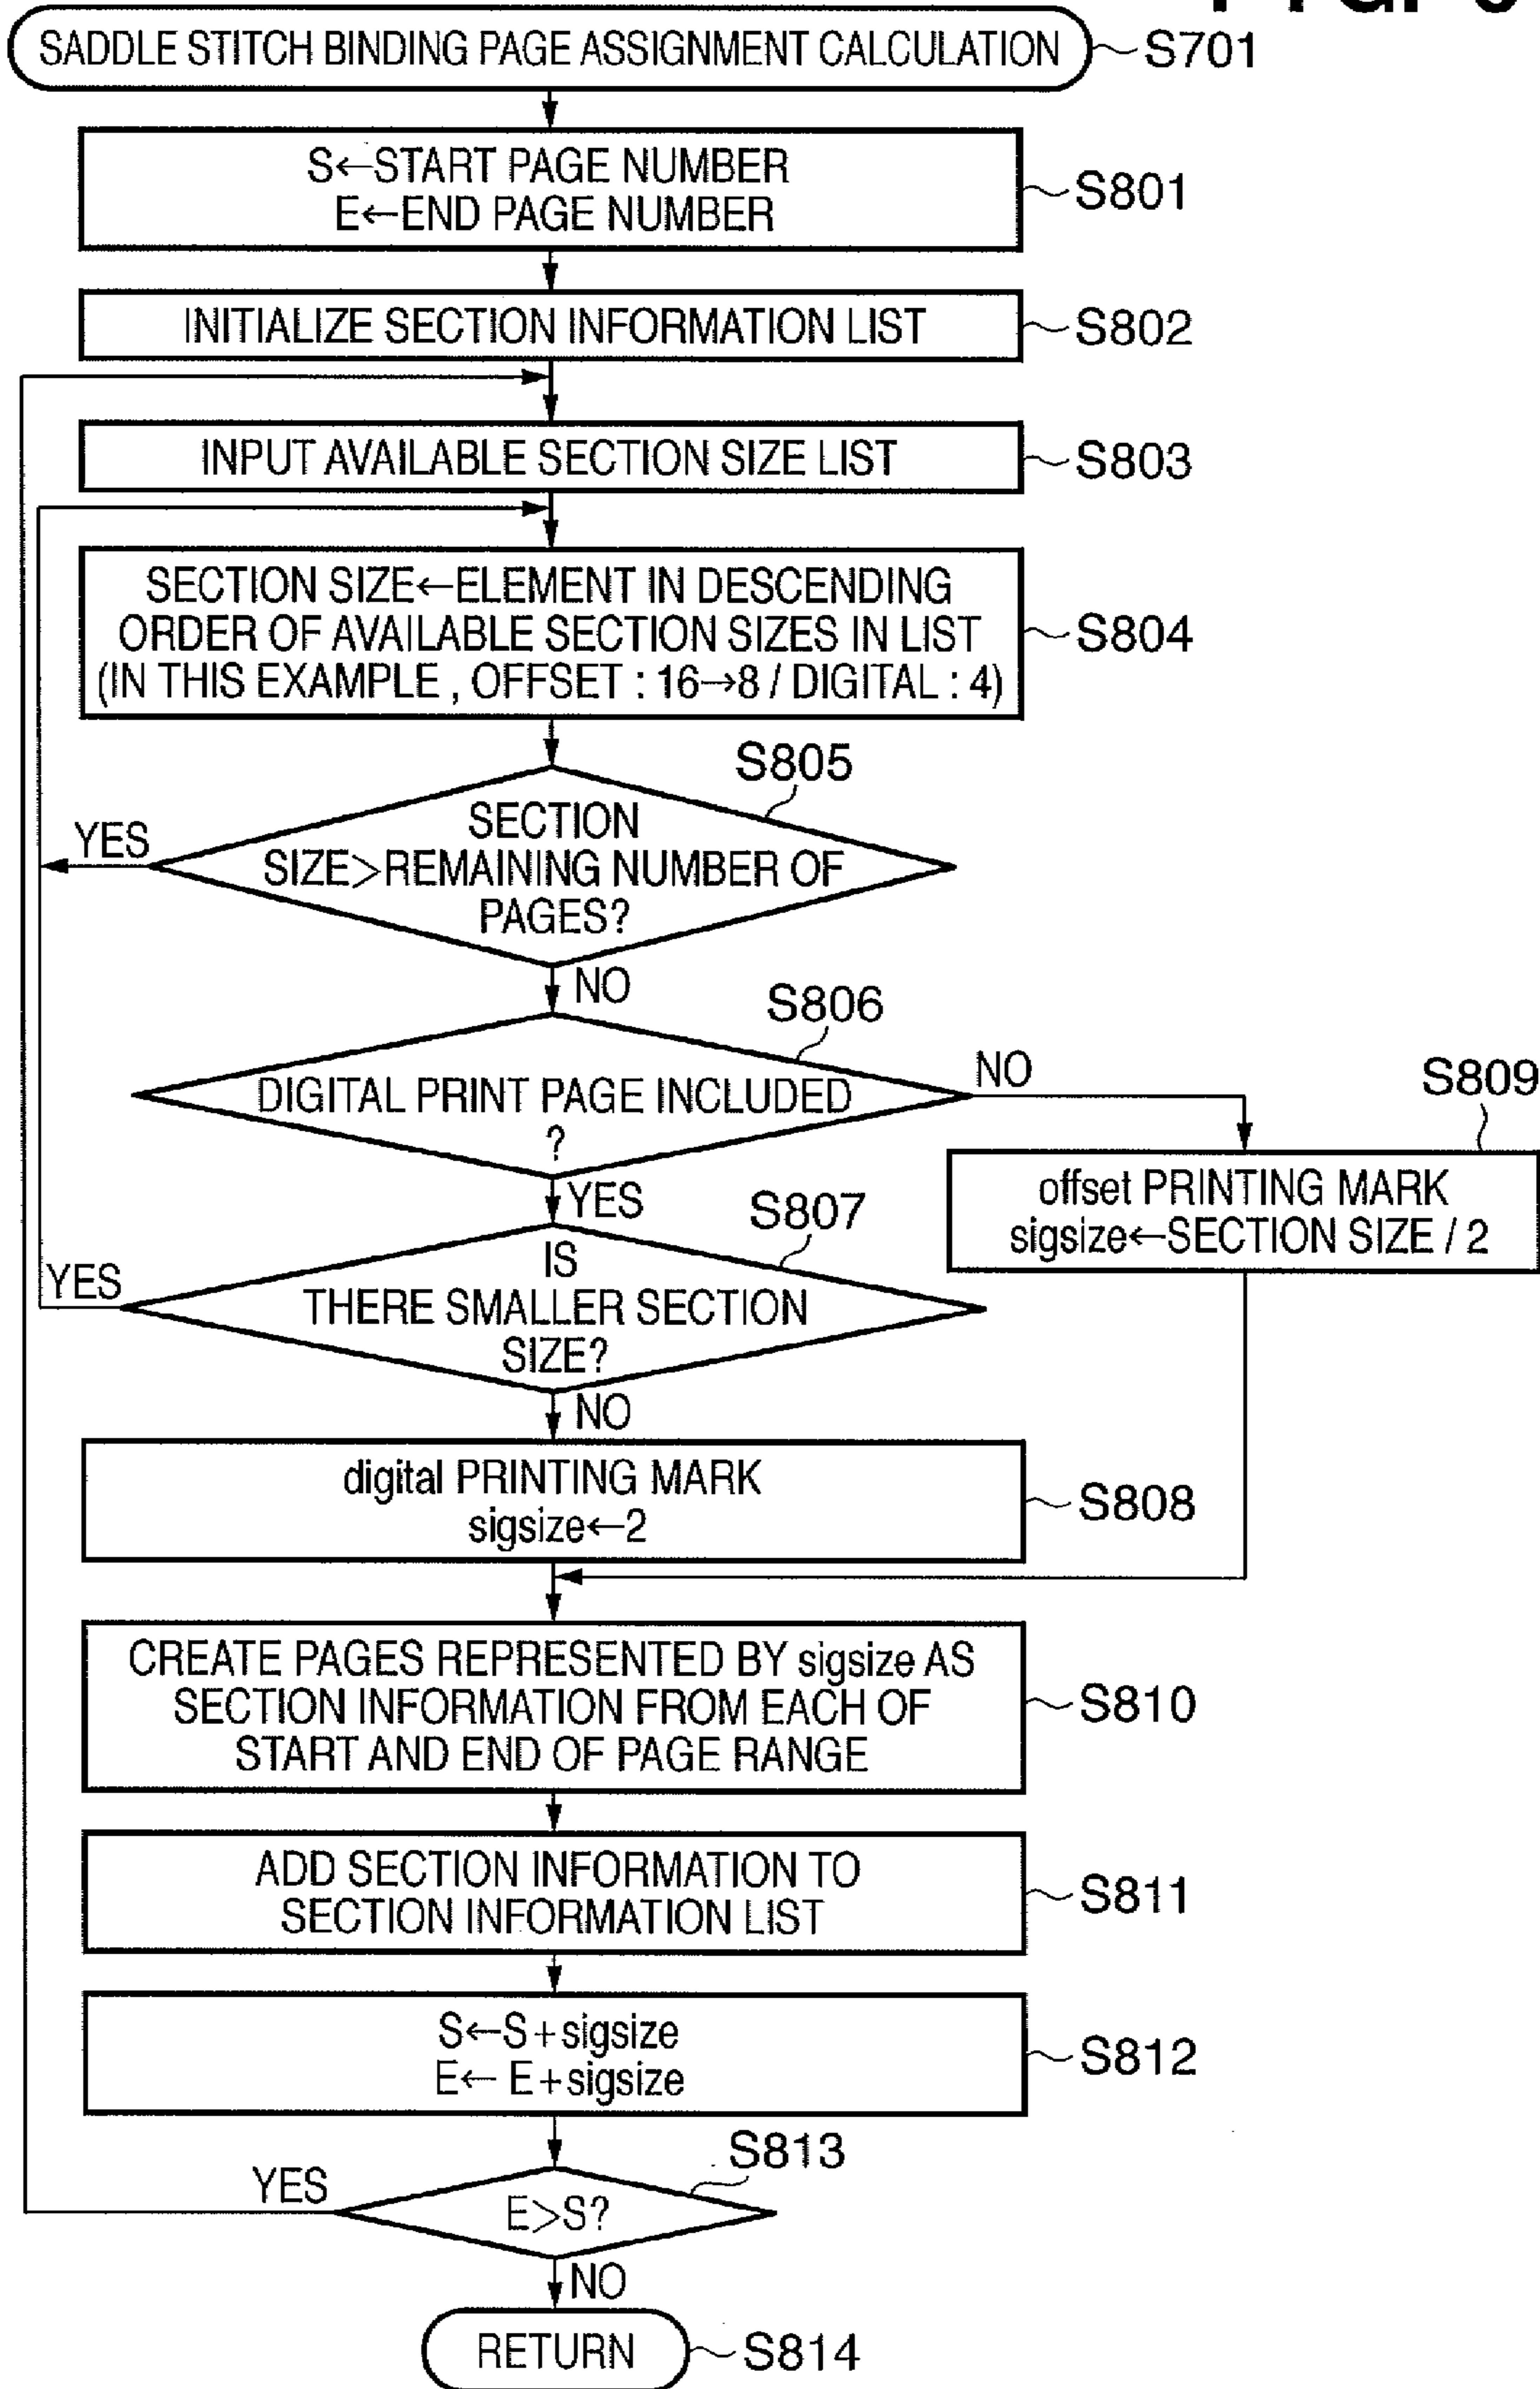 SADDLE STITCH BINDING PAGE ASSIGNMENT CALCULATION
S701
S←START PAGE NUMBER
E←END PAGE NUMBER
S801
INITIALIZE SECTION INFORMATION LIST
S802
INPUT AVAILABLE SECTION SIZE LIST
S803
SECTION SIZE←ELEMENT IN DESCENDING
ORDER OF AVAILABLE SECTION SIZES IN LIST
(IN THIS EXAMPLE , OFFSET : 16→8 / DIGITAL : 4)
S804
S805
SECTION
SIZE>REMAINING NUMBER OF
PAGES?
YES
NO
S806
DIGITAL PRINT PAGE INCLUDED
?
NO
YES
S809
offset PRINTING MARK
sigsize←SECTION SIZE / 2
S807
IS
THERE SMALLER SECTION
SIZE?
YES
NO
digital PRINTING MARK
sigsize←2
S808
CREATE PAGES REPRESENTED BY sigsize AS
SECTION INFORMATION FROM EACH OF
START AND END OF PAGE RANGE
S810
ADD SECTION INFORMATION TO
SECTION INFORMATION LIST
S811
S←S+sigsize
E← E+sigsize
S812
S813
E>S?
YES
NO
RETURN
S814